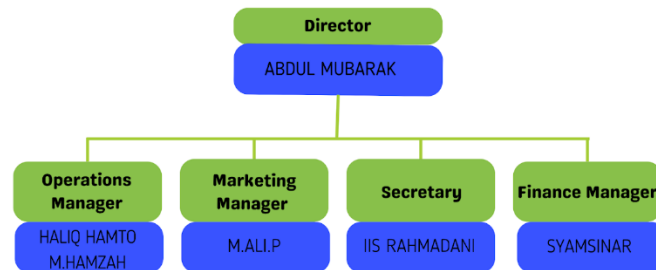 Director
ABDUL MUBARAK
Operations
Manager
HALIQ HAMTO
M.HAMZAH
Marketing
Manager
M.ALI.P
Secretary
IIS RAHMADANI
Finance Manager
SYAMSINAR